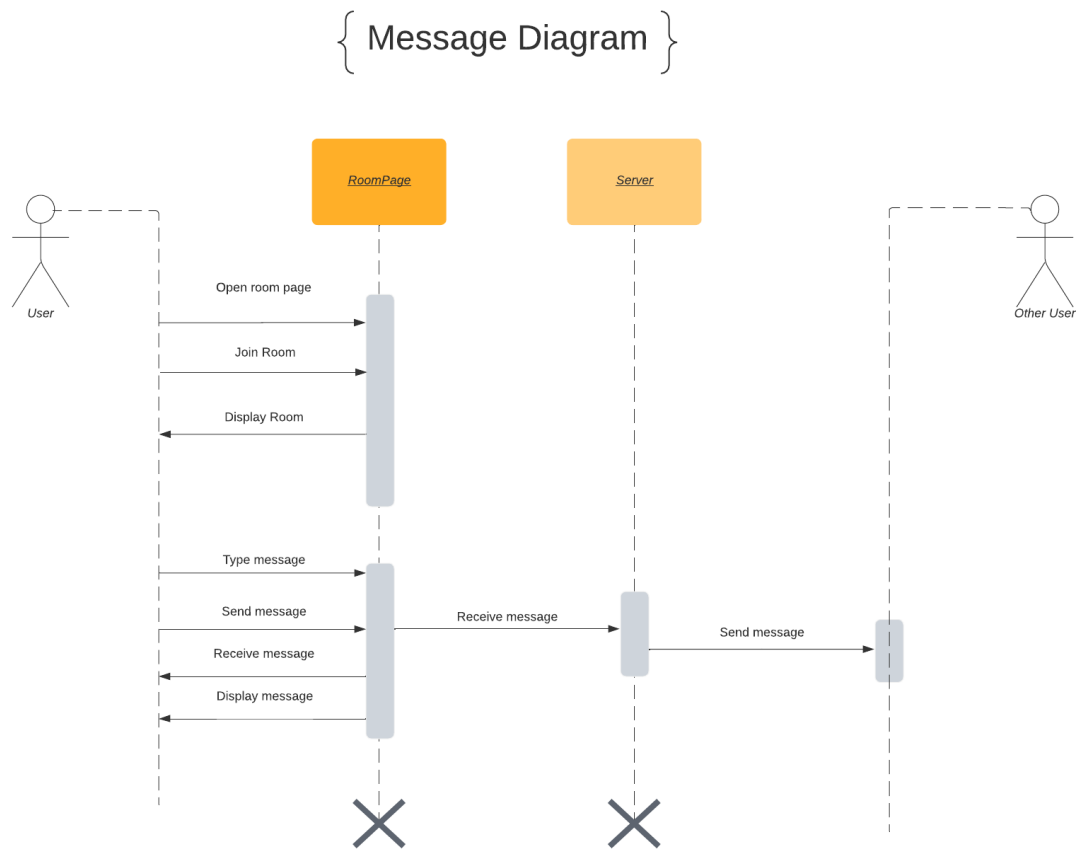 Message Diagram
RoomPage
Server
User
Other User
Open room page
Join Room
Display Room
Type message
Send message
Receive message
Send message
Receive message
Display message